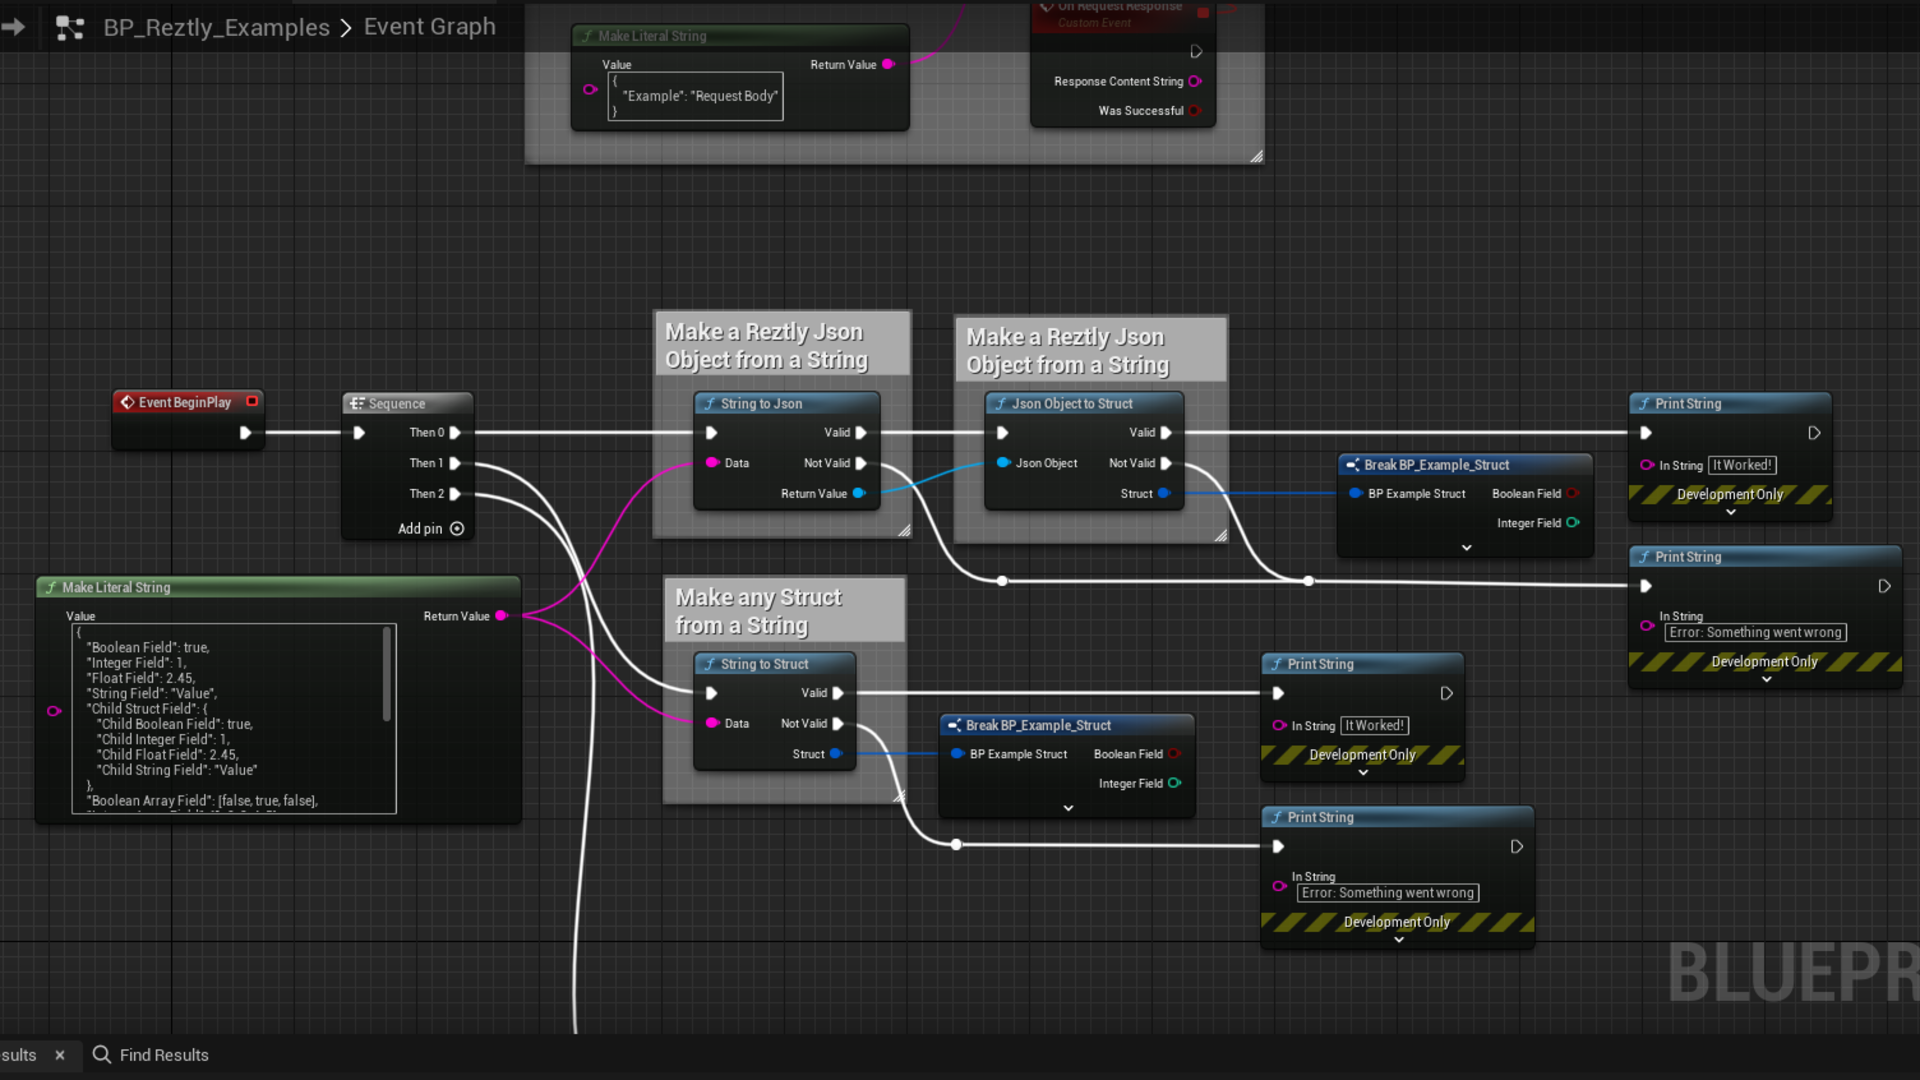 BP_Reztly_Examples > Event Graph
Make Literal String
Value
Return Value
{
"Example": "Request Body"
}
On Request Response
Custom Event
Response Content String
Was Successful
Make a Reztly Json
Object from a String
Make a Reztly Json
Object from a String
Event BeginPlay
Sequence
Then 0
Then 1
Then 2
Add pin
String to Json
Valid
Data
Not Valid
Return Value
Json Object to Struct
Valid
Json Object
Not Valid
Struct
Break BP_Example_Struct
BP Example Struct
Boolean Field
Integer Field
Print String
In String It Worked!
Development Only
Print String
In String
Error: Something went wrong
Development Only
Make Literal String
Value
Return Value
{
"Boolean Field": true,
"Integer Field": 1,
"Float Field": 2.45,
"String Field": "Value",
"Child Struct Field": {
"Child Boolean Field": true,
"Child Integer Field": 1,
"Child Float Field": 2.45,
"Child String Field": "Value"
},
"Boolean Array Field": [false, true, false],
Make any Struct
from a String
String to Struct
Valid
Data
Not Valid
Struct
Break BP_Example_Struct
BP Example Struct
Boolean Field
Integer Field
Print String
In String It Worked!
Development Only
Print String
In String
Error: Something went wrong
Development Only
BLUEPR
sults
Find Results